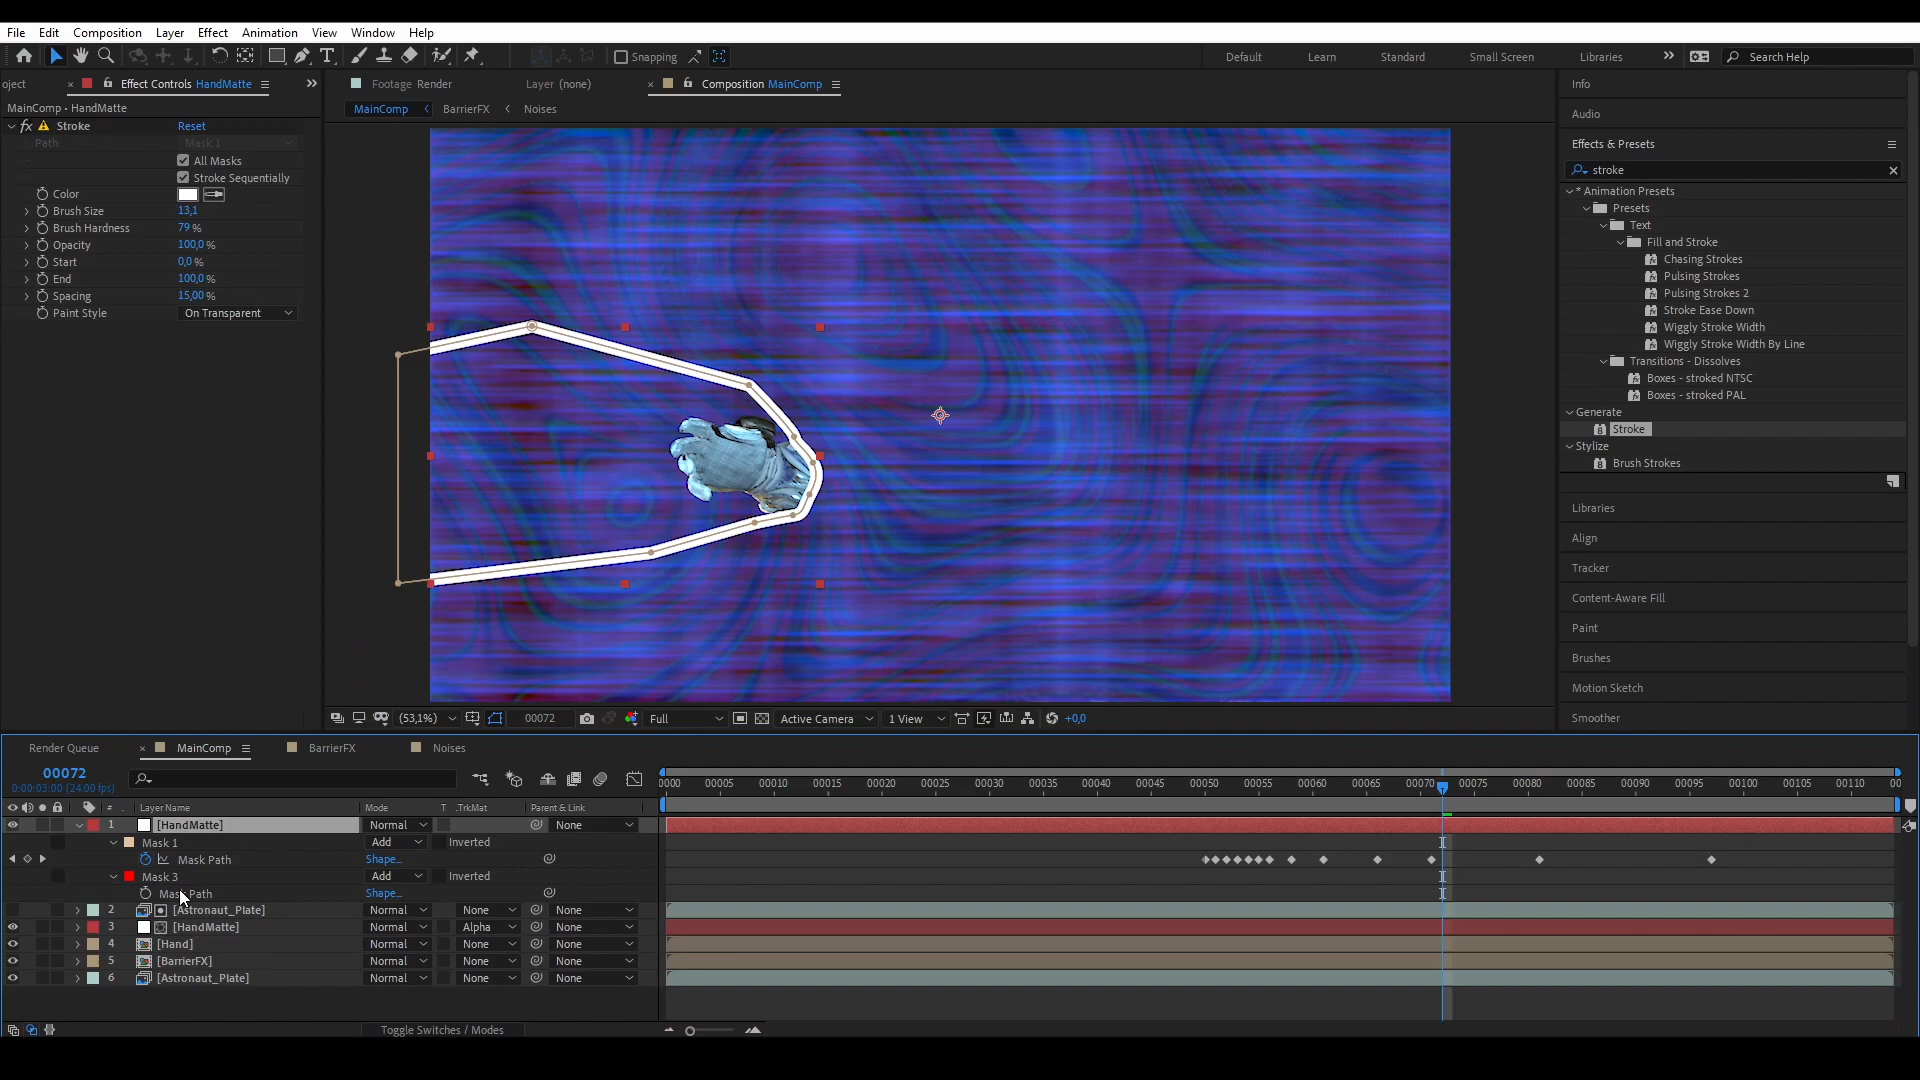 File Edit Composition Layer Effect Animation View Window Help
Snapping
Default Learn Standard Small Screen Libraries Search Help
oject Effect Controls HandMatte
Footage Render Layer (none) Composition MainComp
MainComp - HandMatte
MainComp BarrierFX Noises
fx Stroke Reset
Path Mask 1
All Masks
Stroke Sequentially
Color
Brush Size 13,1
Brush Hardness 79 %
Opacity 100,0 %
Start 0,0 %
End 100,0 %
Spacing 15,00 %
Paint Style On Transparent
Info
Audio
Effects & Presets
stroke
* Animation Presets
Presets
Text
Fill and Stroke
Chasing Strokes
Pulsing Strokes
Pulsing Strokes 2
Stroke Ease Down
Wiggly Stroke Width
Wiggly Stroke Width By Line
Transitions - Dissolves
Boxes - stroked NTSC
Boxes - stroked PAL
Generate
Stroke
Stylize
Brush Strokes
Libraries
Align
Tracker
Content-Aware Fill
Paint
Brushes
Motion Sketch
Smoother
(53,1%) 00072 Full Active Camera 1 View +0,0
Render Queue MainComp BarrierFX Noises
00072
0:00:03:00 (24.00 fps)
0000 00005 00010 00015 00020 00025 00030 00035 00040 00045 00050 00055 00060 00065 00070 00075 00080 00085 00090 00095 00100 00105 00110 00
# Layer Name Mode T .TrkMat Parent & Link
1 [HandMatte] Normal None
Mask 1 Add Inverted
Mask Path Shape...
Mask 3 Add Inverted
Mask Path Shape...
2 [Astronaut_Plate] Normal None None
3 [HandMatte] Normal Alpha None
4 [Hand] Normal None None
5 [BarrierFX] Normal None None
6 [Astronaut_Plate] Normal None None
Toggle Switches / Modes